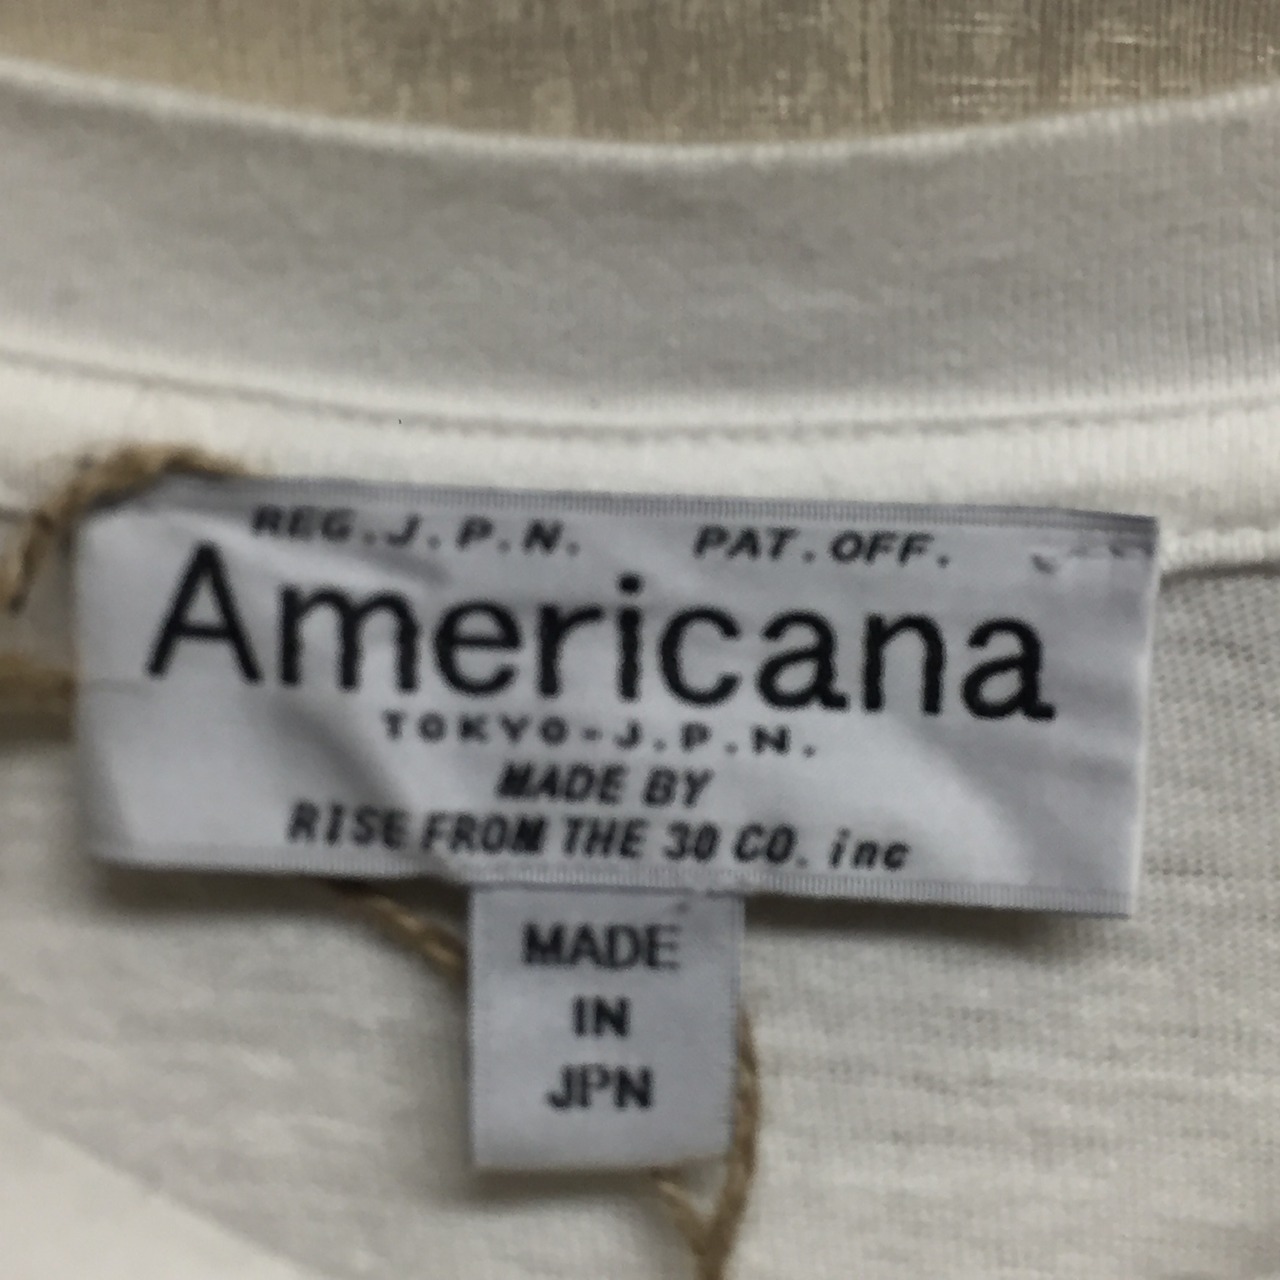 REG.J.P.N. PAT.OFF.
Americana
TOKYO-J.P.N.
MADE BY
RISE FROM THE 30 CO. inc
MADE
IN
JPN